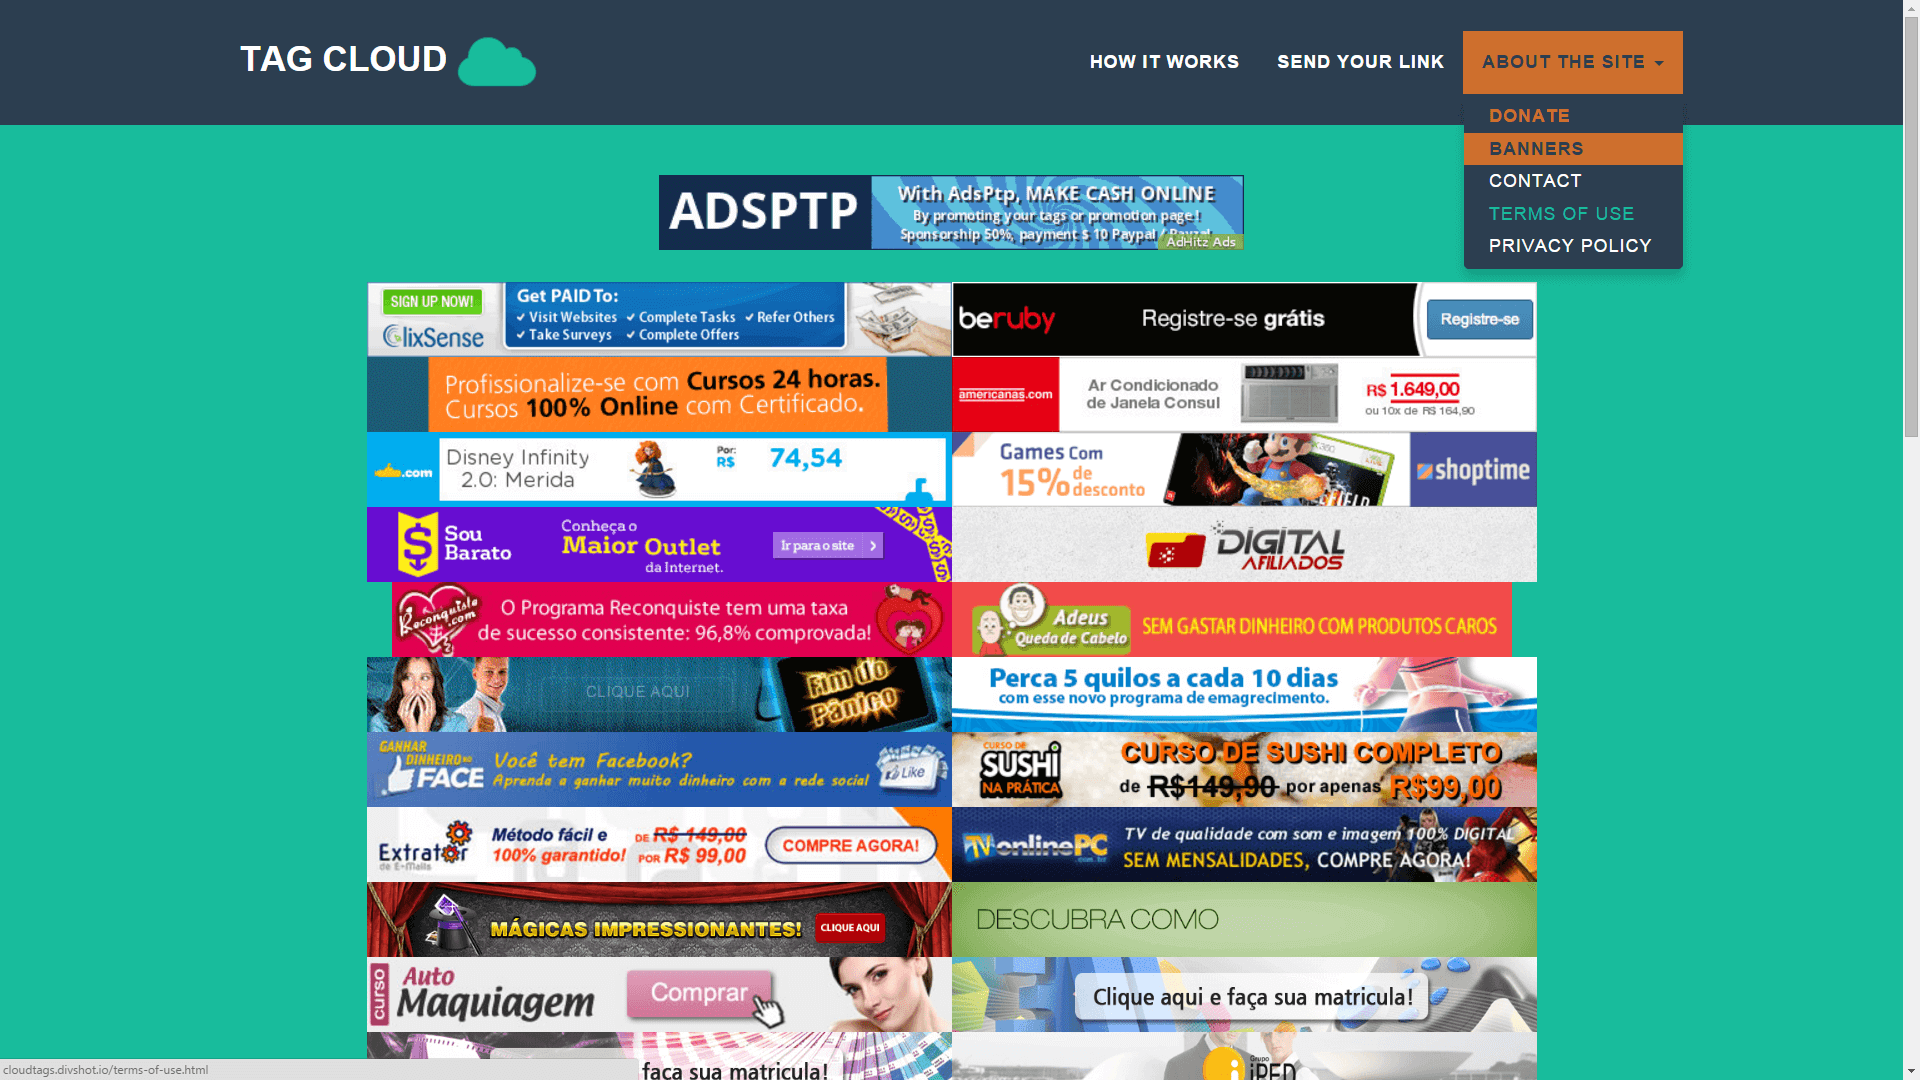 TAG CLOUD
HOW IT WORKS
SEND YOUR LINK
ABOUT THE SITE
DONATE
BANNERS
CONTACT
TERMS OF USE
PRIVACY POLICY
ADSPTP
With AdsPtp, MAKE CASH ONLINE
By promoting your tags or promotion page!
Sponsorship 50%, payment $ 10 Paypal /
AdHitz Ads
SIGN UP NOW!
ClixSense
Get PAID To:
Visit Websites
Complete Tasks
Refer Others
Take Surveys
Complete Offers
beruby
Registre-se grátis
Registre-se
Profissionalize-se com Cursos 24 horas.
Cursos 100% Online com Certificado.
americanas.com
Ar Condicionado
de Janela Consul
R$ 1.649,00
ou 10x de R$ 164,90
.com
Disney Infinity
2.0: Merida
Por:
R$
74,54
Games Com
15% de
desconto
shoptime
Sou
Barato
Conheça o
Maior Outlet
da Internet.
Ir para o site
DIGITAL
AFILIADOS
Reconquiste
.com
O Programa Reconquiste tem uma taxa
de sucesso consistente: 96,8% comprovada!
Adeus
Queda de Cabelo
SEM GASTAR DINHEIRO COM PRODUTOS CAROS
CLIQUE AQUI
Fim do
Pânico
Perca 5 quilos a cada 10 dias
com esse novo programa de emagrecimento.
GANHAR
DINHEIRO NO
FACE
Você tem Facebook?
Aprenda a ganhar muito dinheiro com a rede social
Like
CURSO DE
SUSHI
NA PRÁTICA
CURSO DE SUSHI COMPLETO
de R$149,90 por apenas R$99,00
Extrator
de E-Mails
Método fácil e
100% garantido!
DE R$ 149,00
POR R$ 99,00
COMPRE AGORA!
TV onlinePC
.com.br
TV de qualidade com som e imagem 100% DIGITAL
SEM MENSALIDADES, COMPRE AGORA!
MÁGICAS IMPRESSIONANTES!
CLIQUE AQUI
DESCUBRA COMO
curso
Auto
Maquiagem
Comprar
Clique aqui e faça sua matricula!
faça sua matricula!
Grupo
iPED
cloudtags.divshot.io/terms-of-use.html